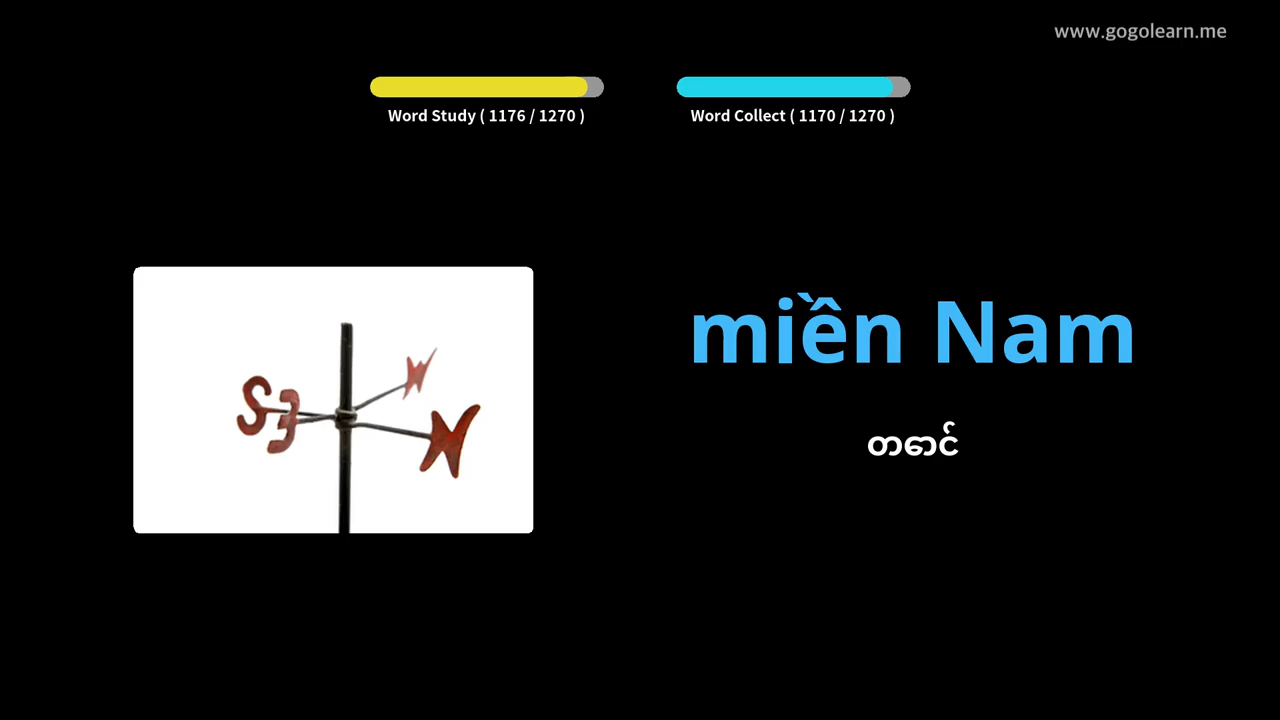 www.gogolearn.me
Word Study ( 1176 / 1270 )
Word Collect ( 1170 / 1270 )
miền Nam
တောင်
S
E
N